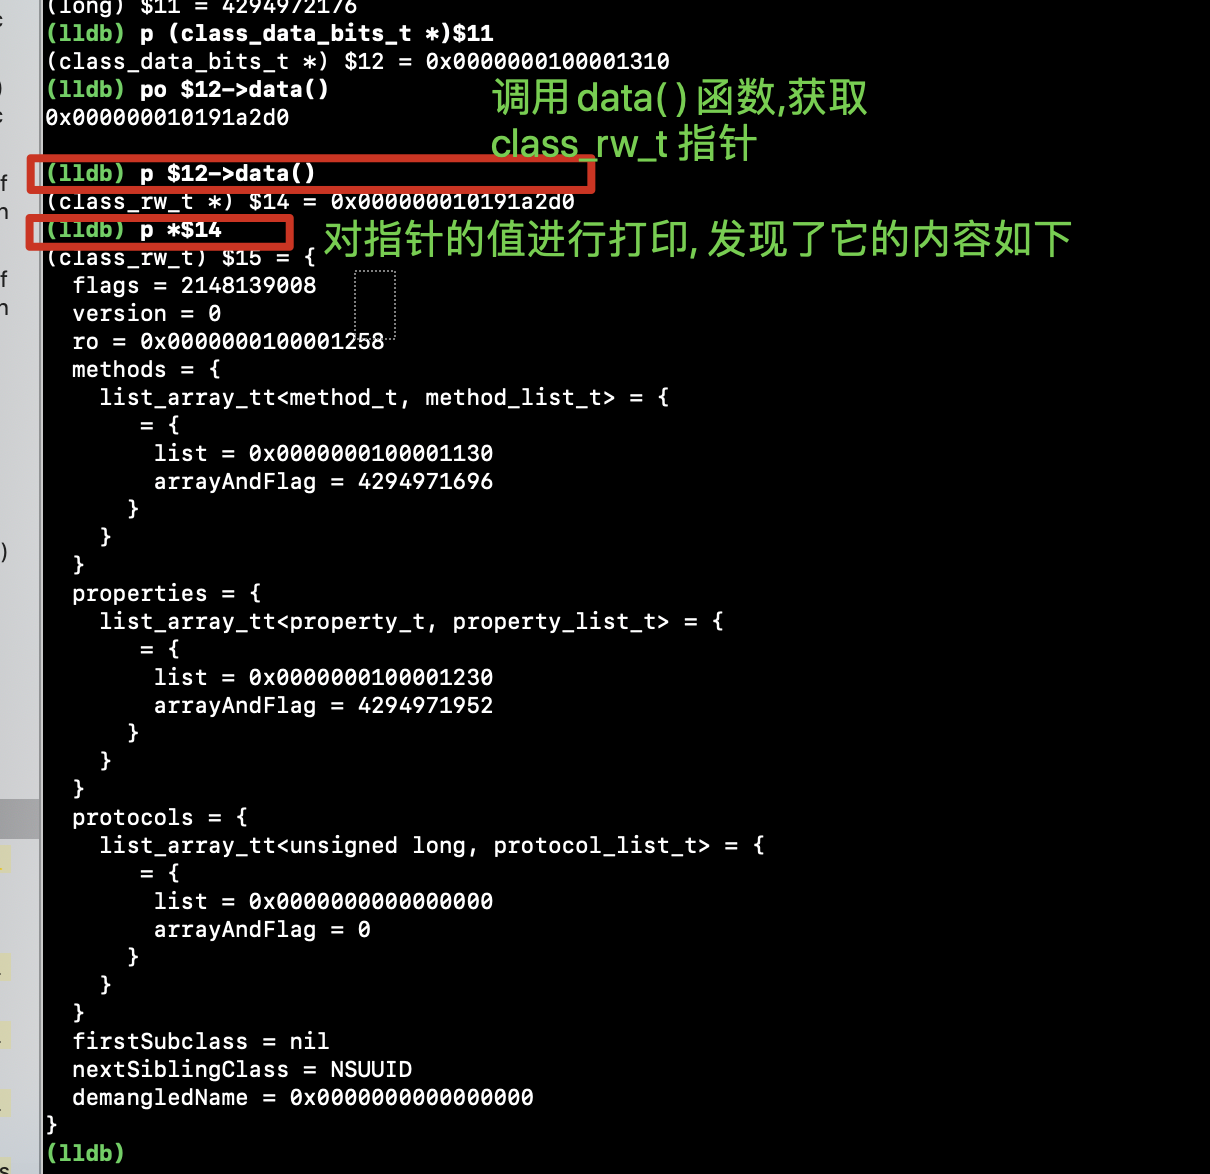 (long) $11 = 4294972176
(lldb) p (class_data_bits_t *)$11
(class_data_bits_t *) $12 = 0x0000000100001310
(lldb) po $12->data()
0x000000010191a2d0
调用 data( ) 函数,获取
class_rw_t 指针
(lldb) p $12->data()
(class_rw_t *) $14 = 0x000000010191a2d0
(lldb) p *$14
对指针的值进行打印, 发现了它的内容如下
(class_rw_t) $15 = {
flags = 2148139008
version = 0
ro = 0x0000000100001258
methods = {
list_array_tt<method_t, method_list_t> = {
= {
list = 0x0000000100001130
arrayAndFlag = 4294971696
}
}
}
properties = {
list_array_tt<property_t, property_list_t> = {
= {
list = 0x0000000100001230
arrayAndFlag = 4294971952
}
}
}
protocols = {
list_array_tt<unsigned long, protocol_list_t> = {
= {
list = 0x0000000000000000
arrayAndFlag = 0
}
}
}
firstSubclass = nil
nextSiblingClass = NSUUID
demangledName = 0x0000000000000000
}
(lldb)